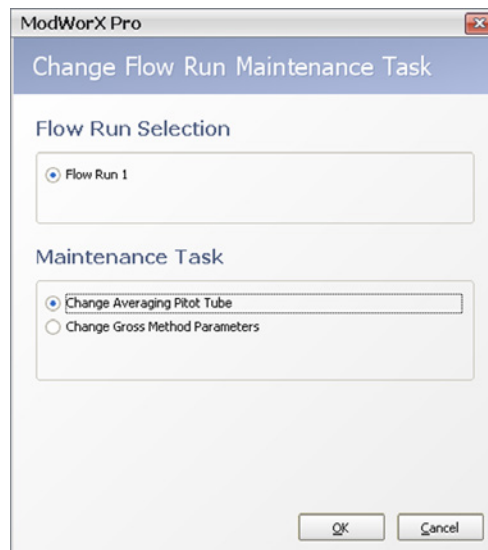 ModWorX Pro
Change Flow Run Maintenance Task
Flow Run Selection
Flow Run 1
Maintenance Task
Change Averaging Pitot Tube
Change Gross Method Parameters
OK Cancel